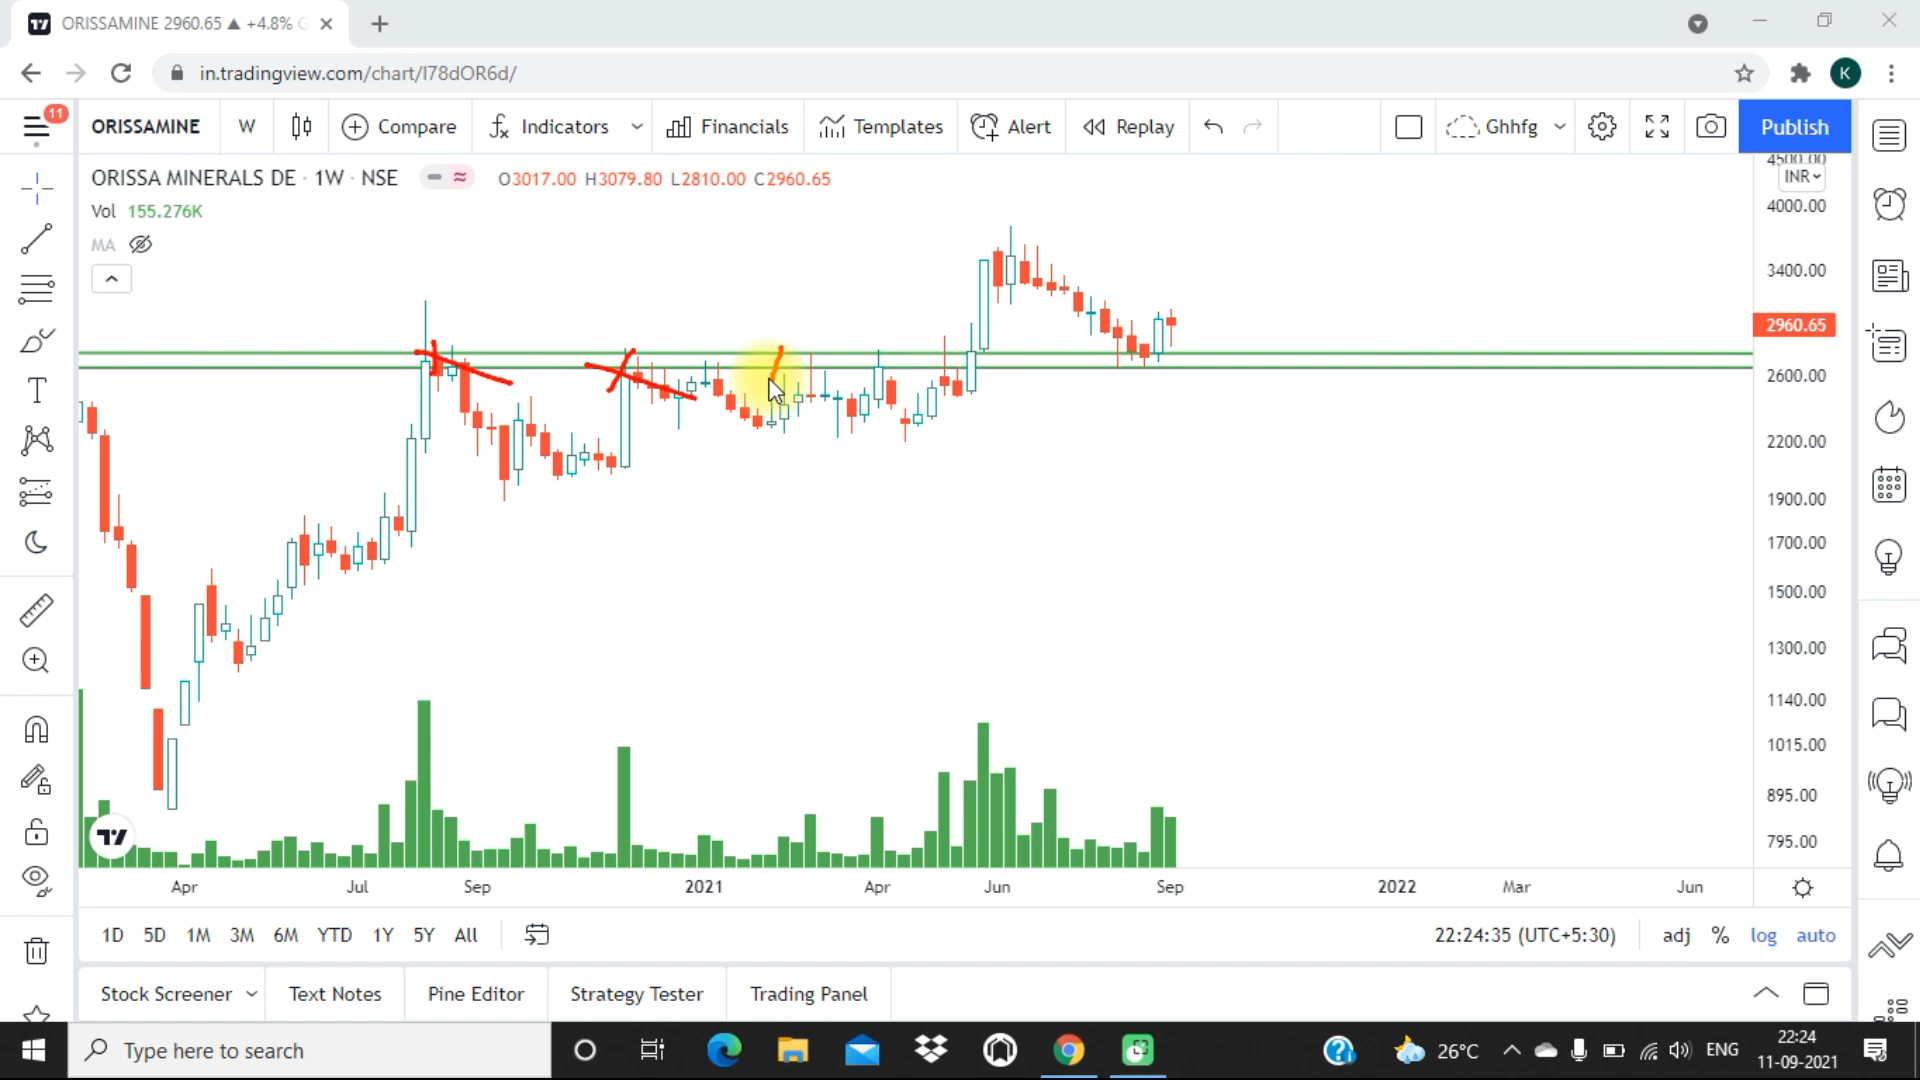 ORISSAMINE 2960.65 ▲ +4.8% G
in.tradingview.com/chart/I78dOR6d/
K
11
ORISSAMINE W Compare Indicators Financials Templates Alert Replay Ghhfg Publish
ORISSA MINERALS DE · 1W · NSE O3017.00 H3079.80 L2810.00 C2960.65
Vol 155.276K
MA
4500.00
INR
4000.00
3400.00
2960.65
2600.00
2200.00
1900.00
1700.00
1500.00
1300.00
1140.00
1015.00
895.00
795.00
Apr Jul Sep 2021 Apr Jun Sep 2022 Mar Jun
1D 5D 1M 3M 6M YTD 1Y 5Y All 22:24:35 (UTC+5:30) adj % log auto
Stock Screener Text Notes Pine Editor Strategy Tester Trading Panel
Type here to search
26°C ENG 22:24
11-09-2021